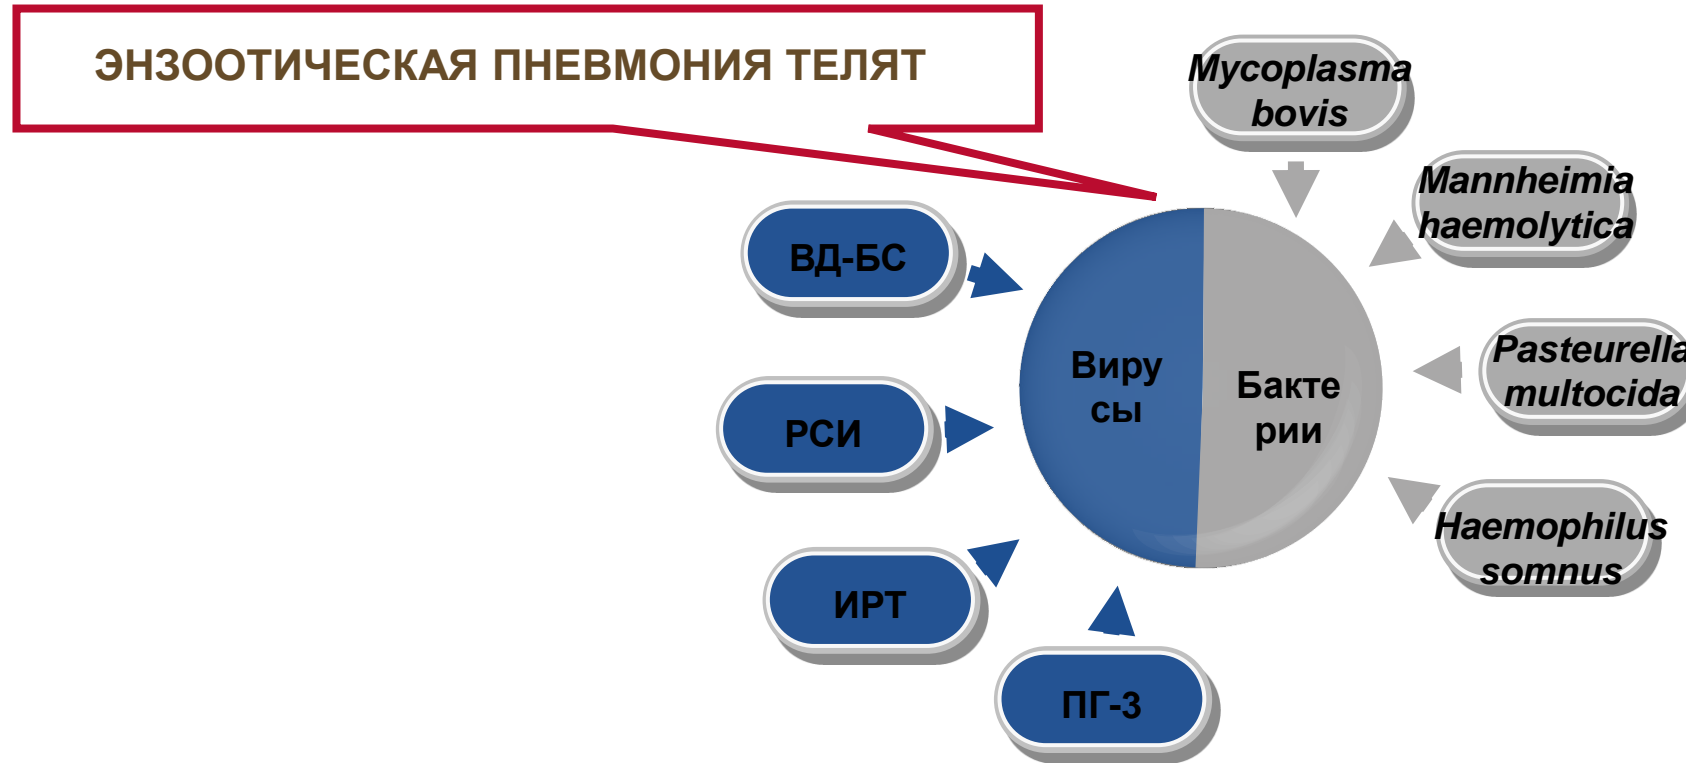 ЭНЗООТИЧЕСКАЯ ПНЕВМОНИЯ ТЕЛЯТ
Mycoplasma
bovis
Mannheimia
haemolytica
Pasteurella
multocida
Haemophilus
somnus
ВД-БС
РСИ
ИРТ
ПГ-3
Виру
сы
Бакте
рии